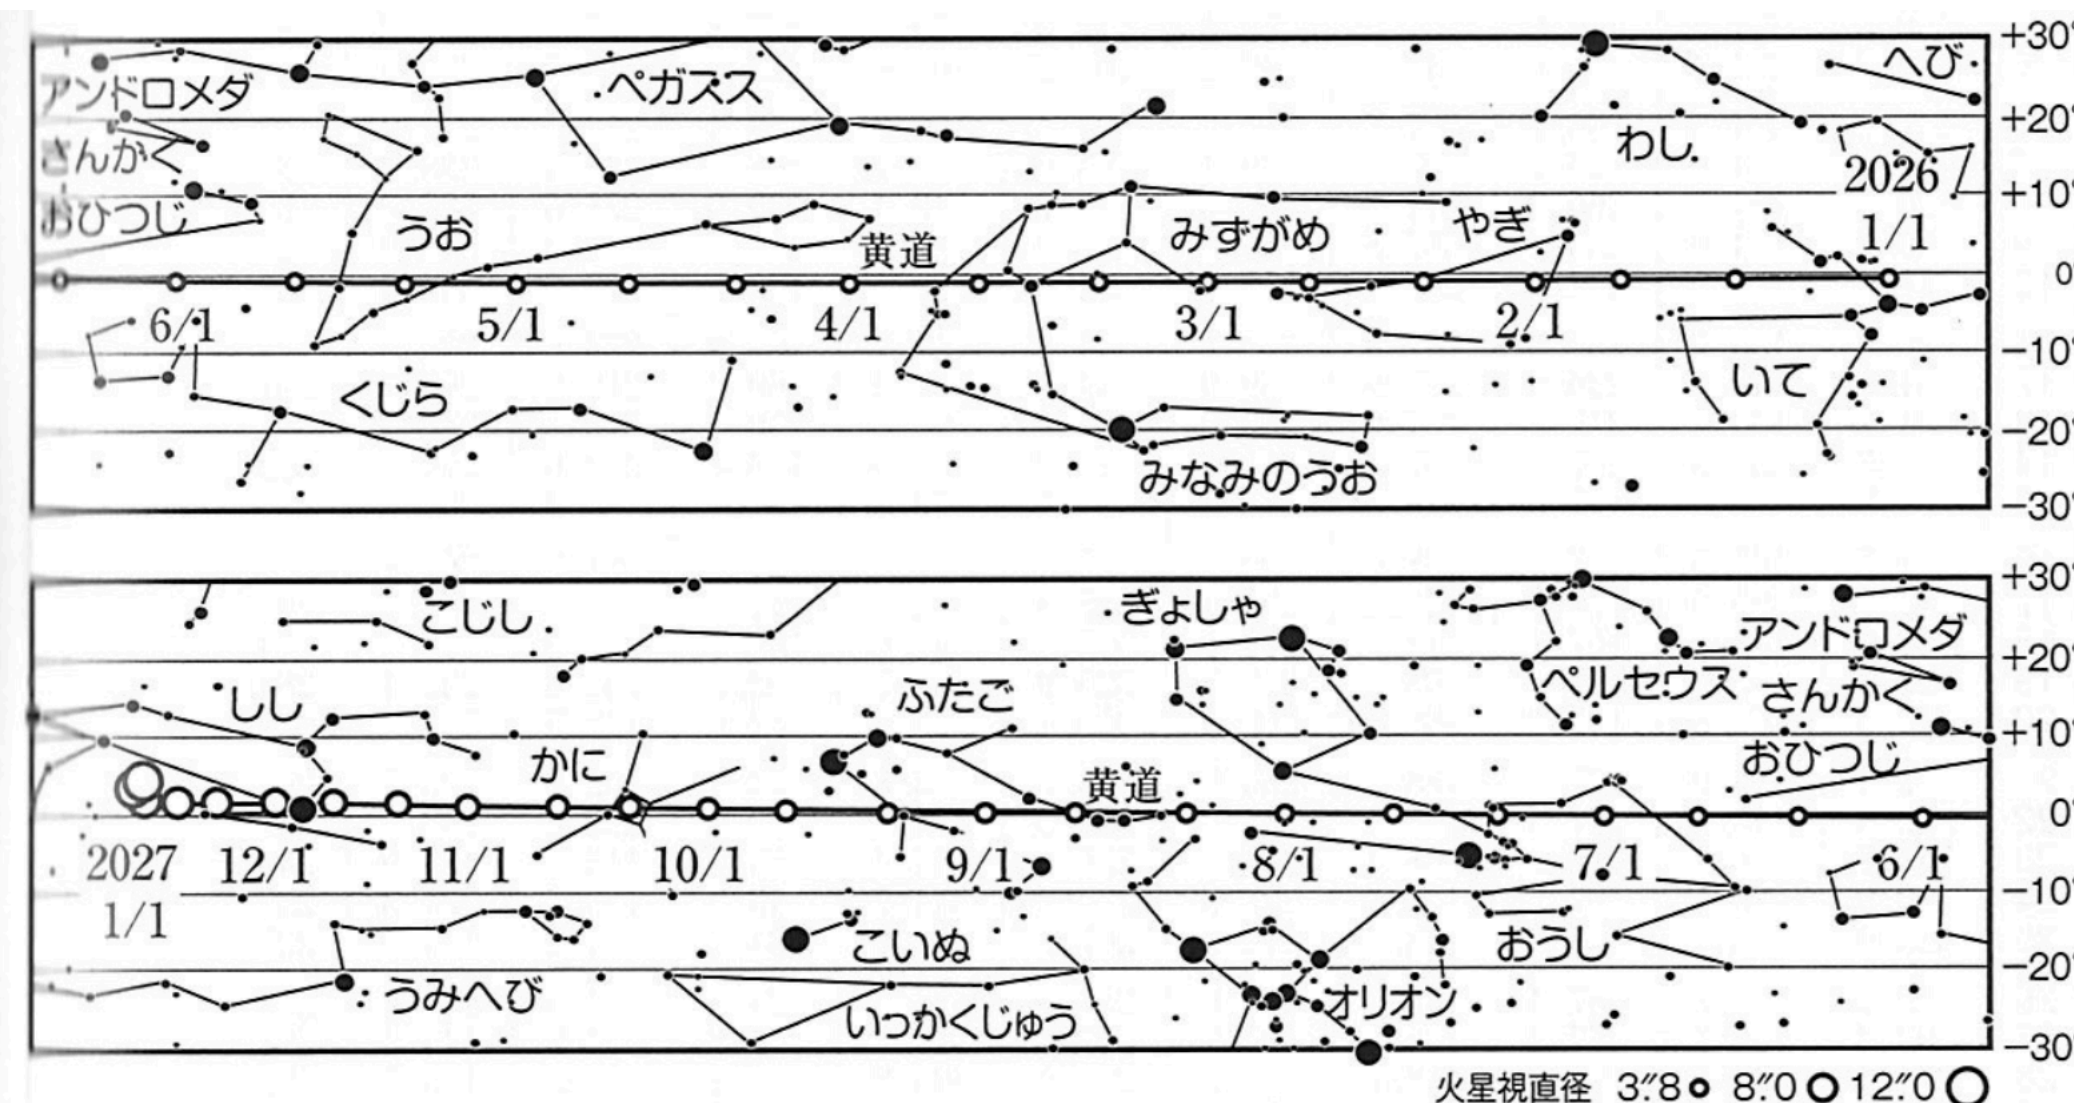 +30°
へび
アンドロメダ
ペガスス
+20°
さんかく
わし
2026
+10°
おひつじ
うお
黄道
みずがめ
やぎ
1/1
0°
6/1
5/1
4/1
3/1
2/1
−10°
くじら
いて
−20°
みなみのうお
−30°
+30°
こじし
ぎょしゃ
アンドロメダ
+20°
しし
ふたご
ペルセウス
さんかく
+10°
かに
黄道
おひつじ
0°
2027
12/1
11/1
10/1
9/1
8/1
7/1
6/1
−10°
1/1
こいぬ
おうし
−20°
うみへび
いっかくじゅう
オリオン
−30°
火星視直径 3″.8 8″.0 12″.0